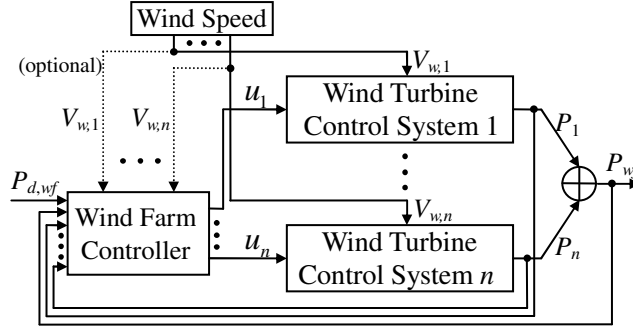 Wind Speed
(optional)
V_{w,1}
V_{w,1}
V_{w,n}
u_1
Wind Turbine
Control System 1
P_1
P_w
P_{d,wf}
Wind Farm
Controller
V_{w,n}
u_n
Wind Turbine
Control System n
P_n